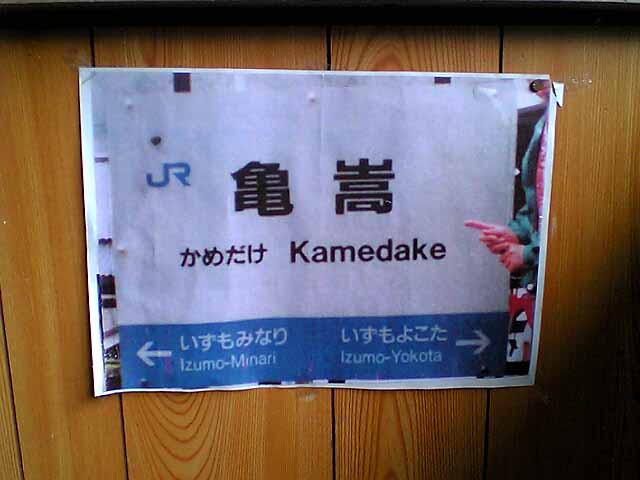 JR
亀嵩
かめだけ Kamedake
いずもみなり いずもよこた
← Izumo-Minari Izumo-Yokota →